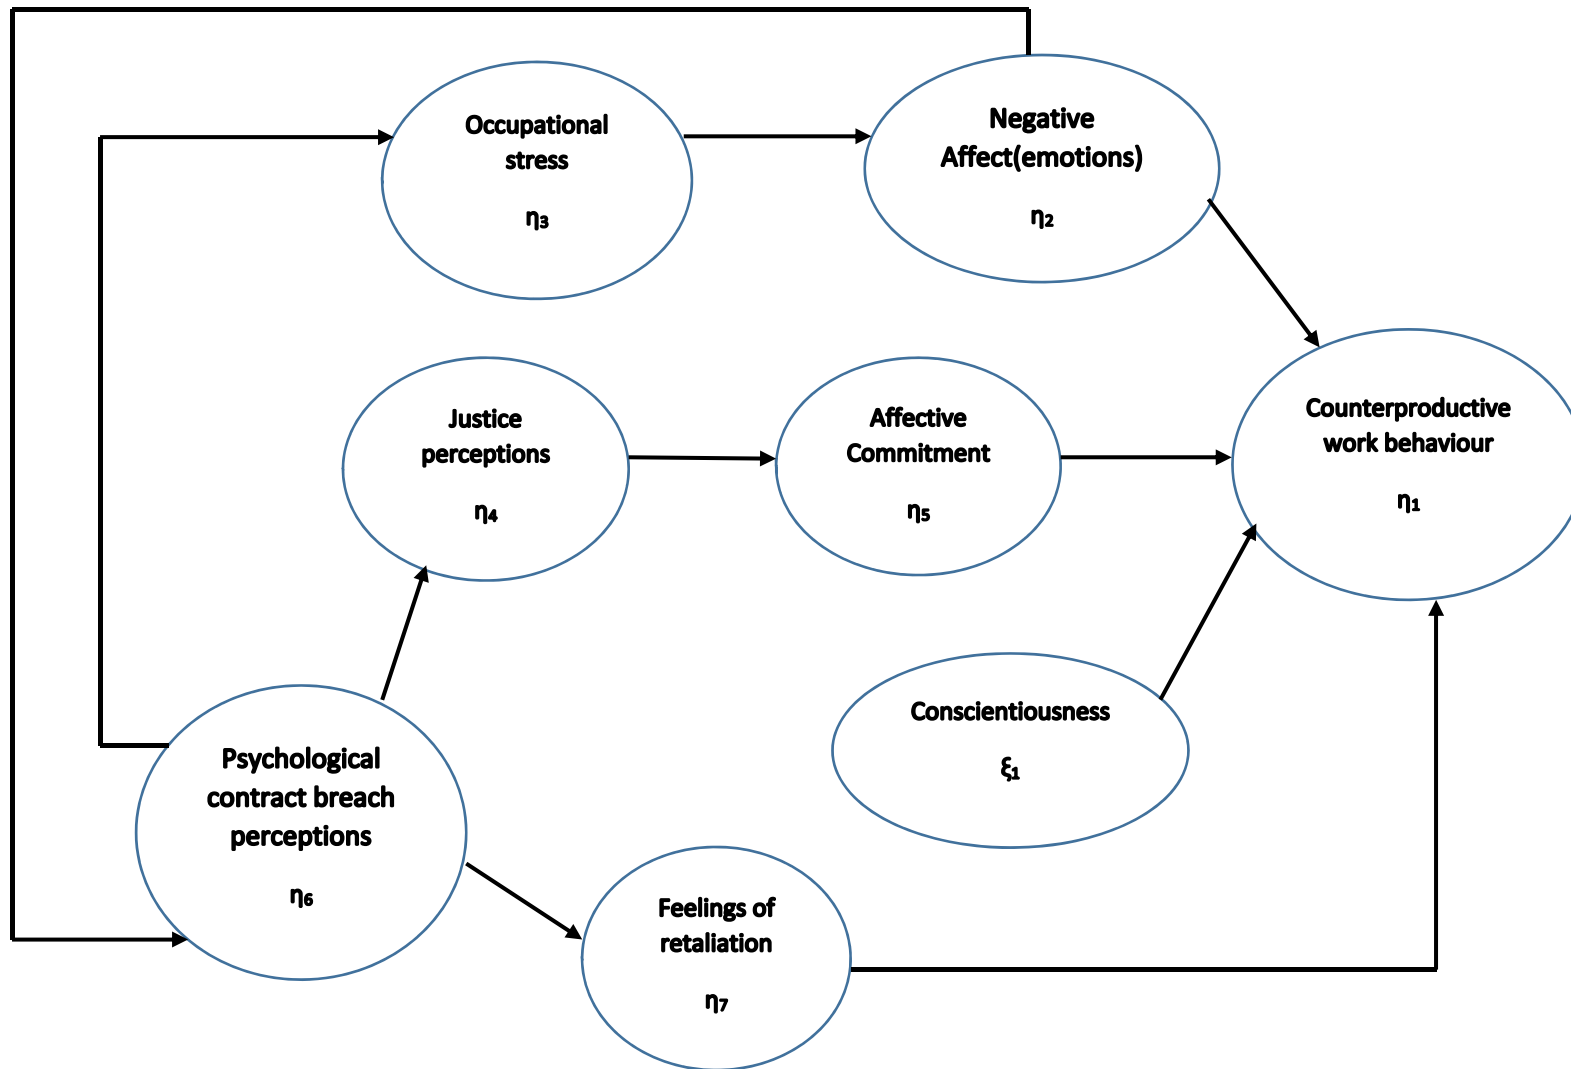 Occupational
stress
η₃
Negative
Affect(emotions)
η₂
Justice
perceptions
η₄
Affective
Commitment
η₅
Counterproductive
work behaviour
η₁
Conscientiousness
ξ₁
Psychological
contract breach
perceptions
η₆
Feelings of
retaliation
η₇